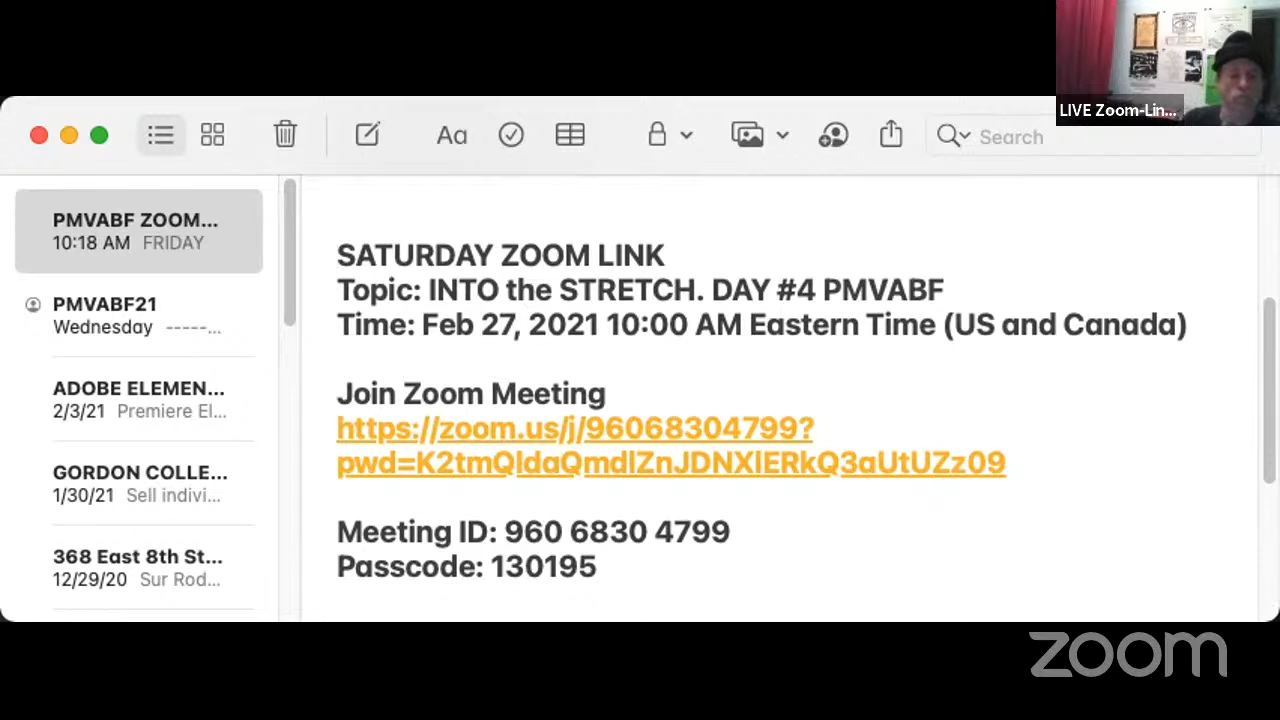 LIVE Zoom-Lin...
Aa
Search
PMVABF ZOOM...
10:18 AM FRIDAY
PMVABF21
Wednesday -----...
ADOBE ELEMEN...
2/3/21 Premiere El...
GORDON COLLE...
1/30/21 Sell indivi...
368 East 8th St...
12/29/20 Sur Rod...
SATURDAY ZOOM LINK
Topic: INTO the STRETCH. DAY #4 PMVABF
Time: Feb 27, 2021 10:00 AM Eastern Time (US and Canada)
Join Zoom Meeting
https://zoom.us/j/96068304799?
pwd=K2tmQldaQmdlZnJDNXlERkQ3aUtUZz09
Meeting ID: 960 6830 4799
Passcode: 130195
zoom